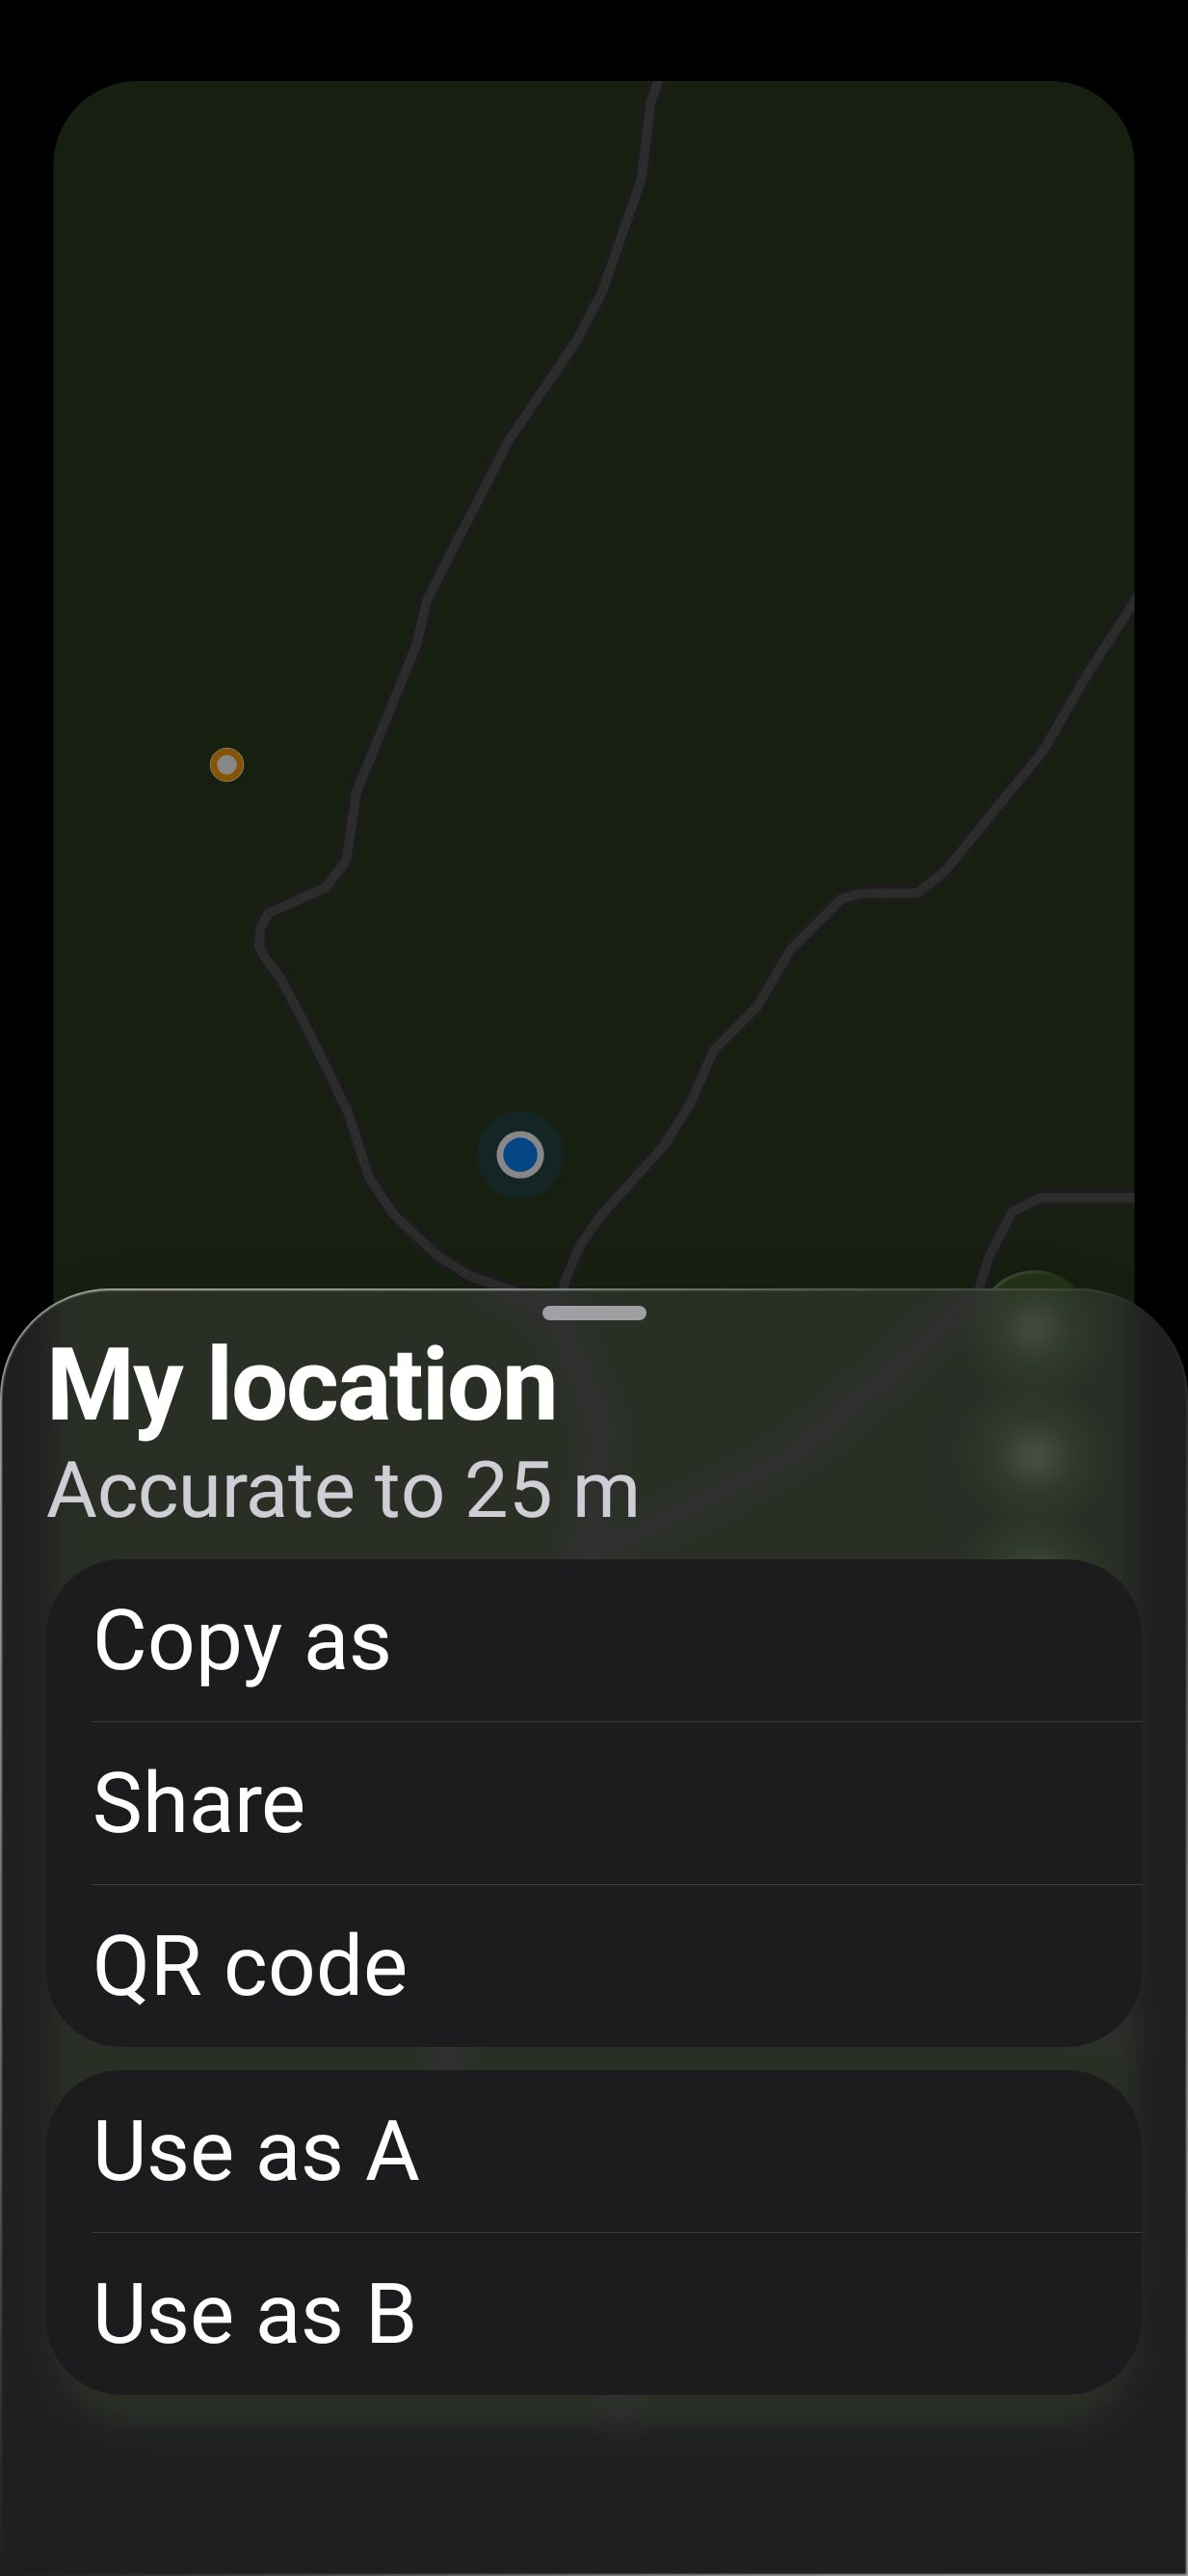 My location
Accurate to 25 m
Copy as
Share
QR code
Use as A
Use as B